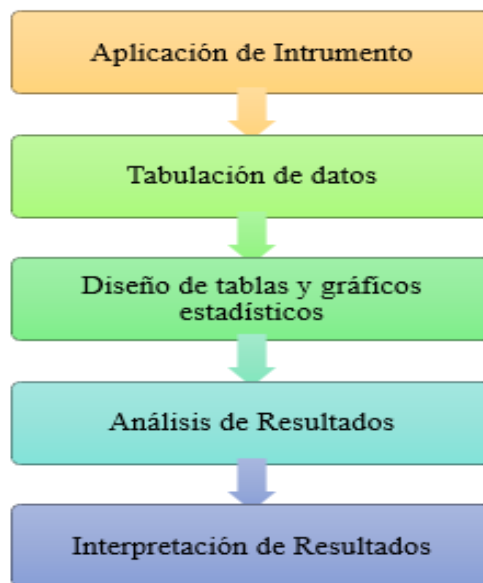 Aplicación de Intrumento
Tabulación de datos
Diseño de tablas y gráficos
estadísticos
Análisis de Resultados
Interpretación de Resultados